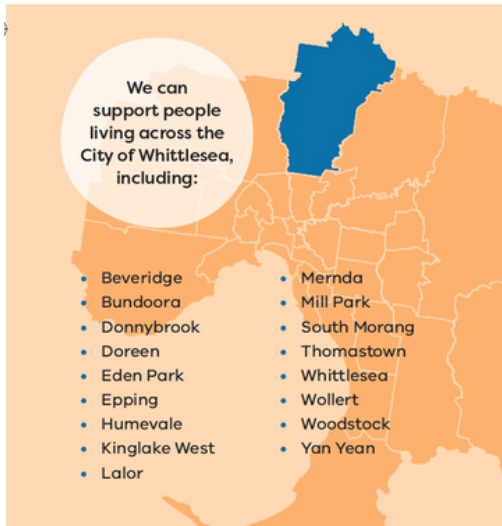 We can
support people
living across the
City of Whittlesea,
including:
• Beveridge
• Bundoora
• Donnybrook
• Doreen
• Eden Park
• Epping
• Humevale
• Kinglake West
• Lalor
• Mernda
• Mill Park
• South Morang
• Thomastown
• Whittlesea
• Wollert
• Woodstock
• Yan Yean